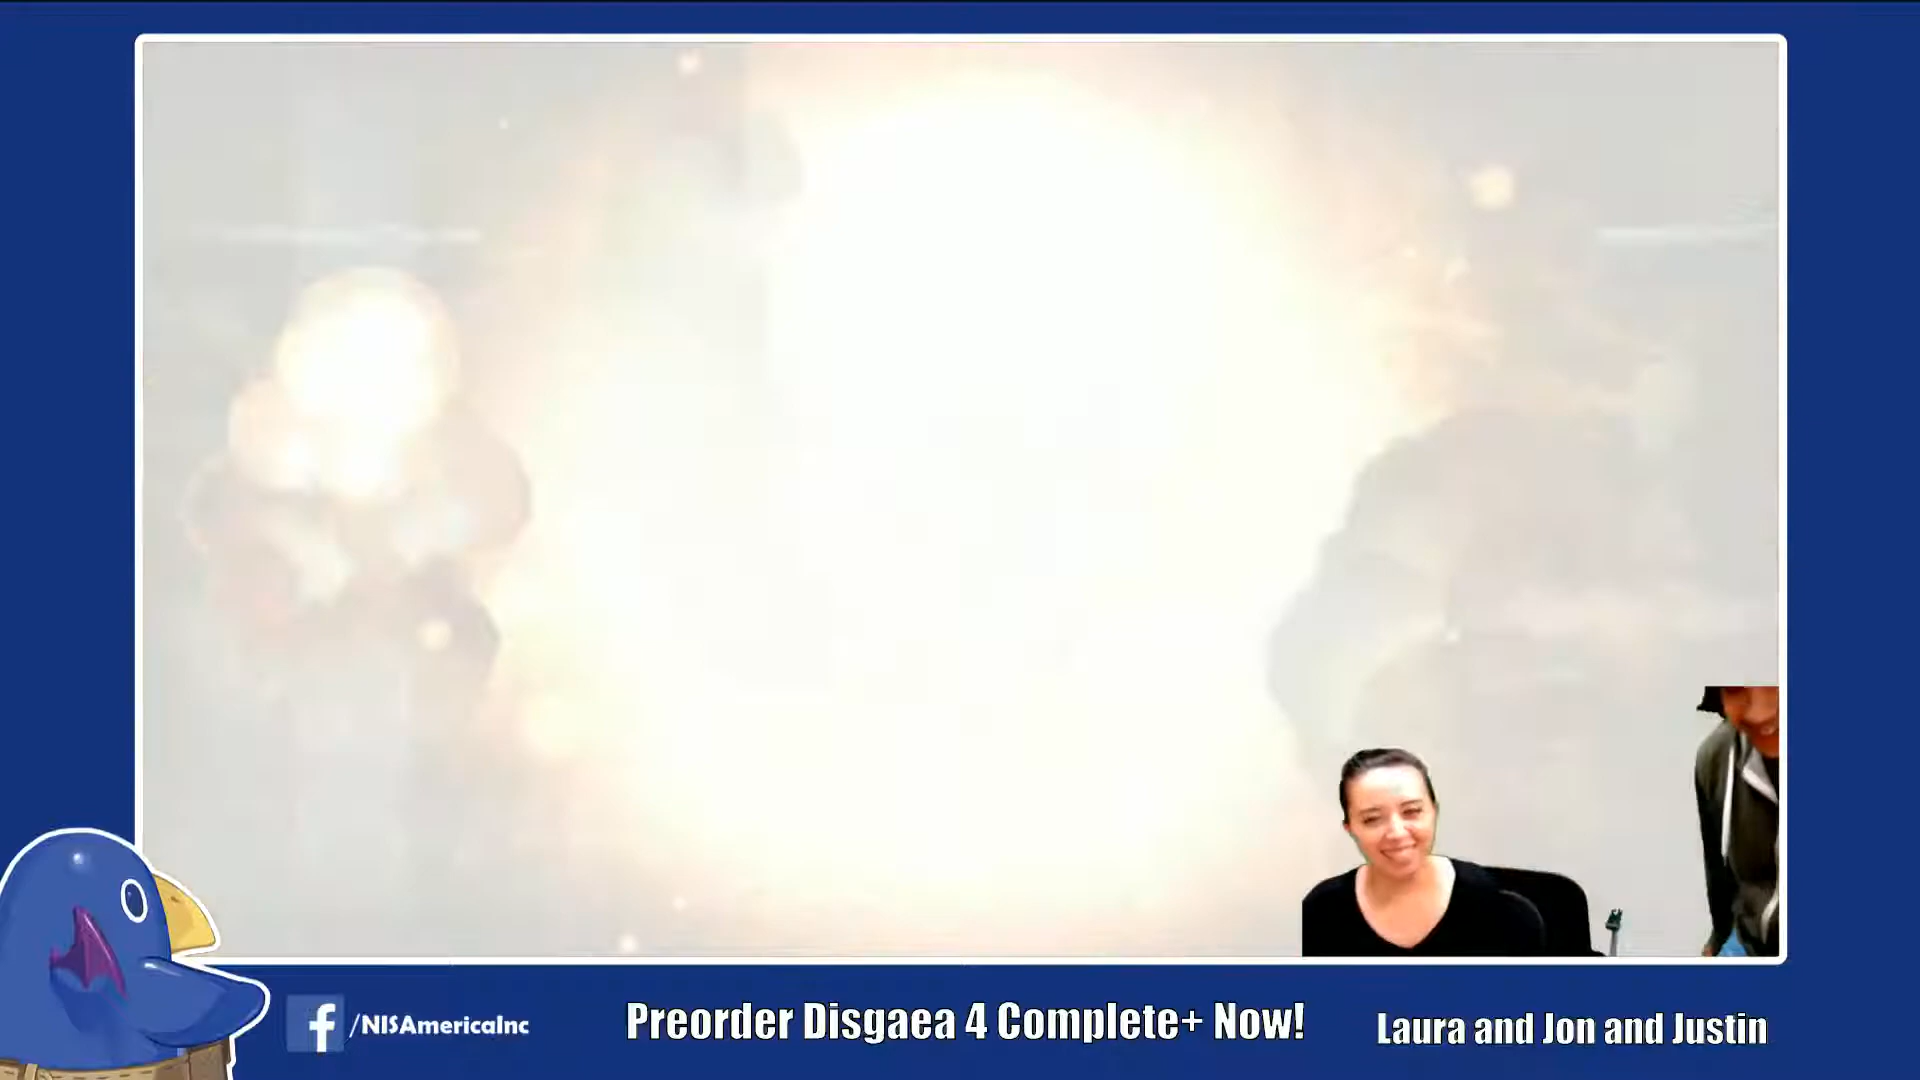 /NISAmericaInc
Preorder Disgaea 4 Complete+ Now!
Laura and Jon and Justin